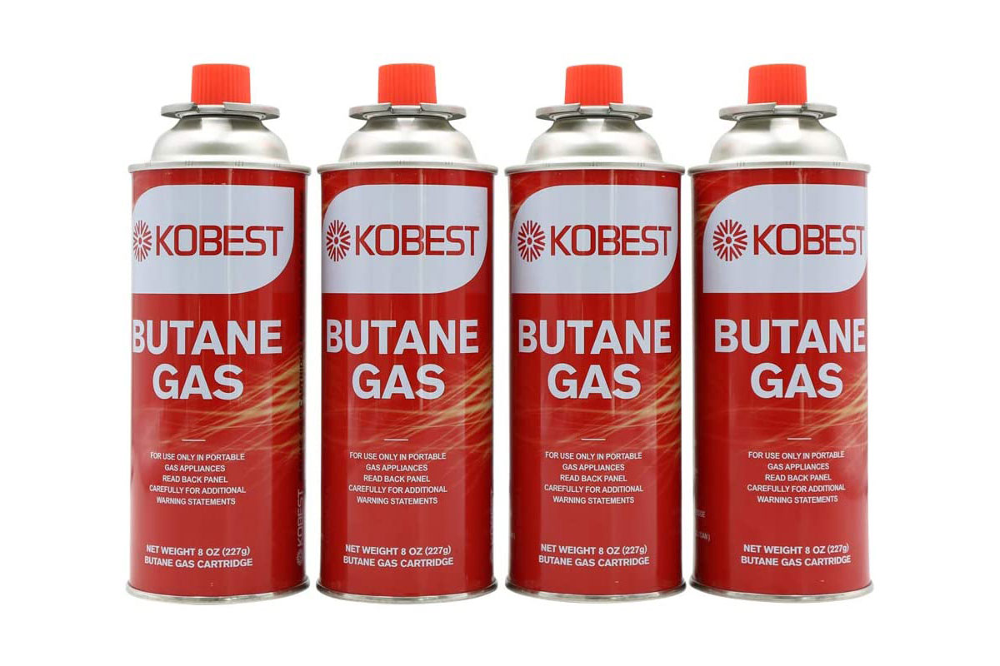 KOBEST
BUTANE
GAS
FOR USE ONLY IN PORTABLE
GAS APPLIANCES
READ BACK PANEL
CAREFULLY FOR ADDITIONAL
WARNING STATEMENTS
NET WEIGHT 8 OZ (227g)
BUTANE GAS CARTRIDGE
KOBEST
KOBEST
BUTANE
GAS
FOR USE ONLY IN PORTABLE
GAS APPLIANCES
READ BACK PANEL
CAREFULLY FOR ADDITIONAL
WARNING STATEMENTS
NET WEIGHT 8 OZ (227g)
BUTANE GAS CARTRIDGE
KOBEST
BUTANE
GAS
FOR USE ONLY IN PORTABLE
GAS APPLIANCES
READ BACK PANEL
CAREFULLY FOR ADDITIONAL
WARNING STATEMENTS
NET WEIGHT 8 OZ (227g)
BUTANE GAS CARTRIDGE
KOBEST
BUTANE
GAS
FOR USE ONLY IN PORTABLE
GAS APPLIANCES
READ BACK PANEL
CAREFULLY FOR ADDITIONAL
WARNING STATEMENTS
NET WEIGHT 8 OZ (227g)
BUTANE GAS CARTRIDGE